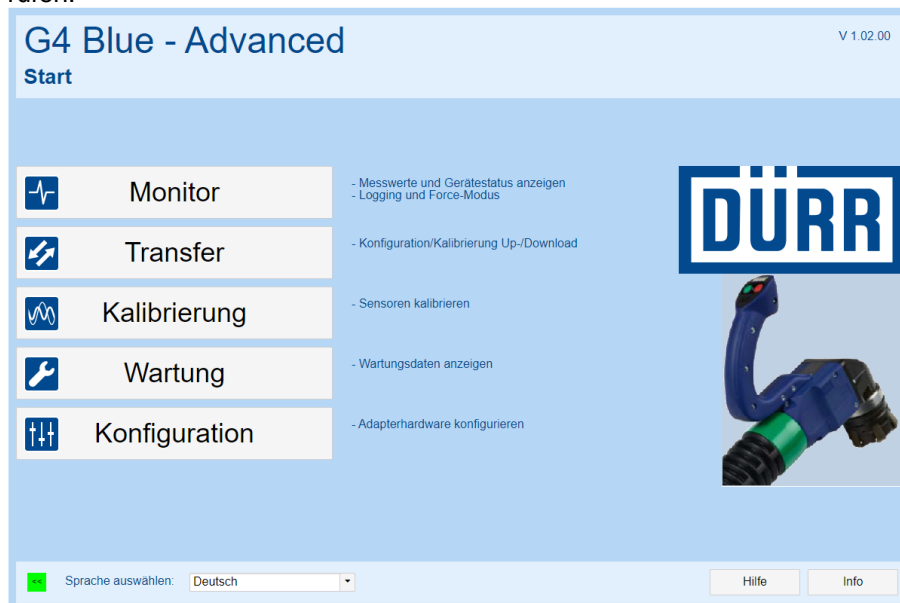 G4 Blue - Advanced
V 1.02.00
Start
Monitor
- Messwerte und Gerätestatus anzeigen
- Logging und Force-Modus
DÜRR
Transfer
- Konfiguration/Kalibrierung Up-/Download
Kalibrierung
- Sensoren kalibrieren
Wartung
- Wartungsdaten anzeigen
Konfiguration
- Adapterhardware konfigurieren
<< Sprache auswählen: Deutsch
Hilfe
Info